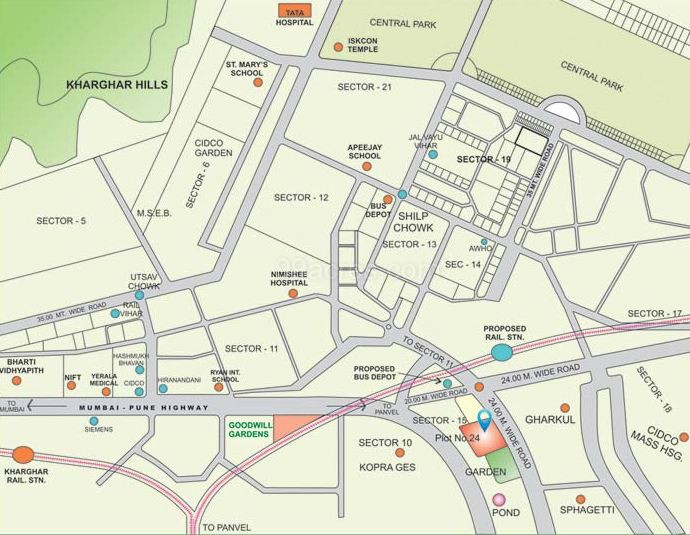 TATA
HOSPITAL
CENTRAL PARK
ISKCON
TEMPLE
ST. MARY'S
SCHOOL
CENTRAL PARK
KHARGHAR HILLS
SECTOR - 21
CIDCO
GARDEN
JAL VAYU
VIHAR
APEEJAY
SCHOOL
SECTOR - 19
SECTOR - 6
35 MT. WIDE ROAD
SECTOR - 12
BUS
DEPOT
SHILP
CHOWK
SECTOR - 5
M.S.E.B.
SECTOR - 13
AWHO
SEC - 14
99acres.com
UTSAV
CHOWK
NIMISHEE
HOSPITAL
35.00 MT. WIDE ROAD
RAIL
VIHAR
SECTOR - 17
PROPOSED
RAIL. STN.
TO SECTOR 11
SECTOR - 11
BHARTI
VIDHYAPITH
NIFT
YERALA
MEDICAL
HASHMUKH
BHAVAN
CIDCO
HIRANANDANI
RYAN INT.
SCHOOL
PROPOSED
BUS DEPOT
24.00 M. WIDE ROAD
20.00 M. WIDE ROAD
24.00 M. WIDE ROAD
SECTOR - 18
TO
MUMBAI
MUMBAI - PUNE HIGHWAY
TO
PANVEL
SIEMENS
GOODWILL
GARDENS
SECTOR - 15
Plot No.24
GHARKUL
CIDCO
MASS HSG.
SECTOR 10
KOPRA GES
KHARGHAR
RAIL. STN.
GARDEN
POND
SPHAGETTI
TO PANVEL